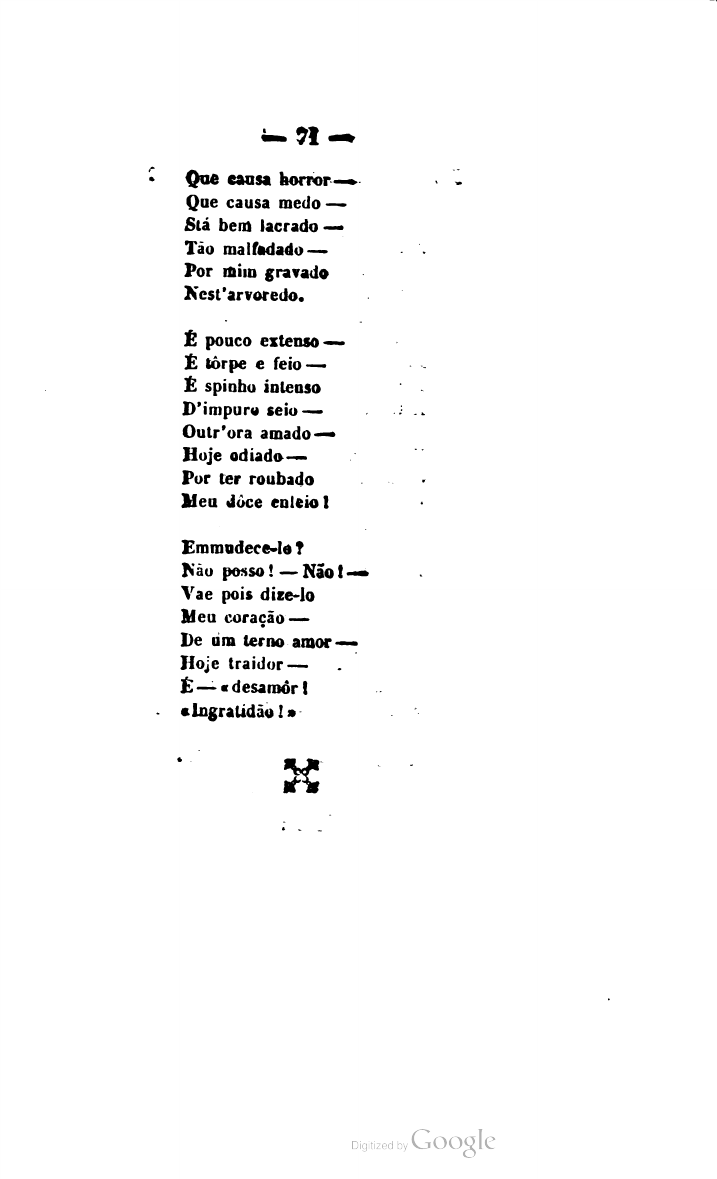 — 71 —
Que causa horror —
Que causa medo —
Stá bem lacrado —
Tão malfadado —
Por mim gravado
Nest'arvoredo.
É pouco extenso —
É tôrpe e feio —
É spinho intenso
D'impuro seio —
Outr'ora amado —
Hoje odiado —
Por ter roubado
Meu dôce enleio !
Emmudece-lo ?
Não posso ! — Não ! —
Vae pois dize-lo
Meu coração —
De um terno amor —
Hoje traidor —
É — « desamôr !
« Ingratidão ! »
Digitized by Google